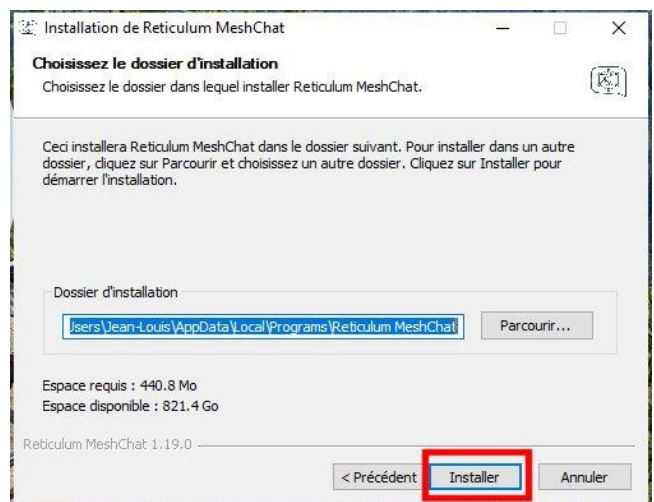 Installation de Reticulum MeshChat
Choisissez le dossier d'installation
Choisissez le dossier dans lequel installer Reticulum MeshChat.
Ceci installera Reticulum MeshChat dans le dossier suivant. Pour installer dans un autre
dossier, cliquez sur Parcourir et choisissez un autre dossier. Cliquez sur Installer pour
démarrer l'installation.
Dossier d'installation
Jsers\Jean-Louis\AppData\Local\Programs\Reticulum MeshChat
Parcourir...
Espace requis : 440.8 Mo
Espace disponible : 821.4 Go
Reticulum MeshChat 1.19.0
< Précédent
Installer
Annuler